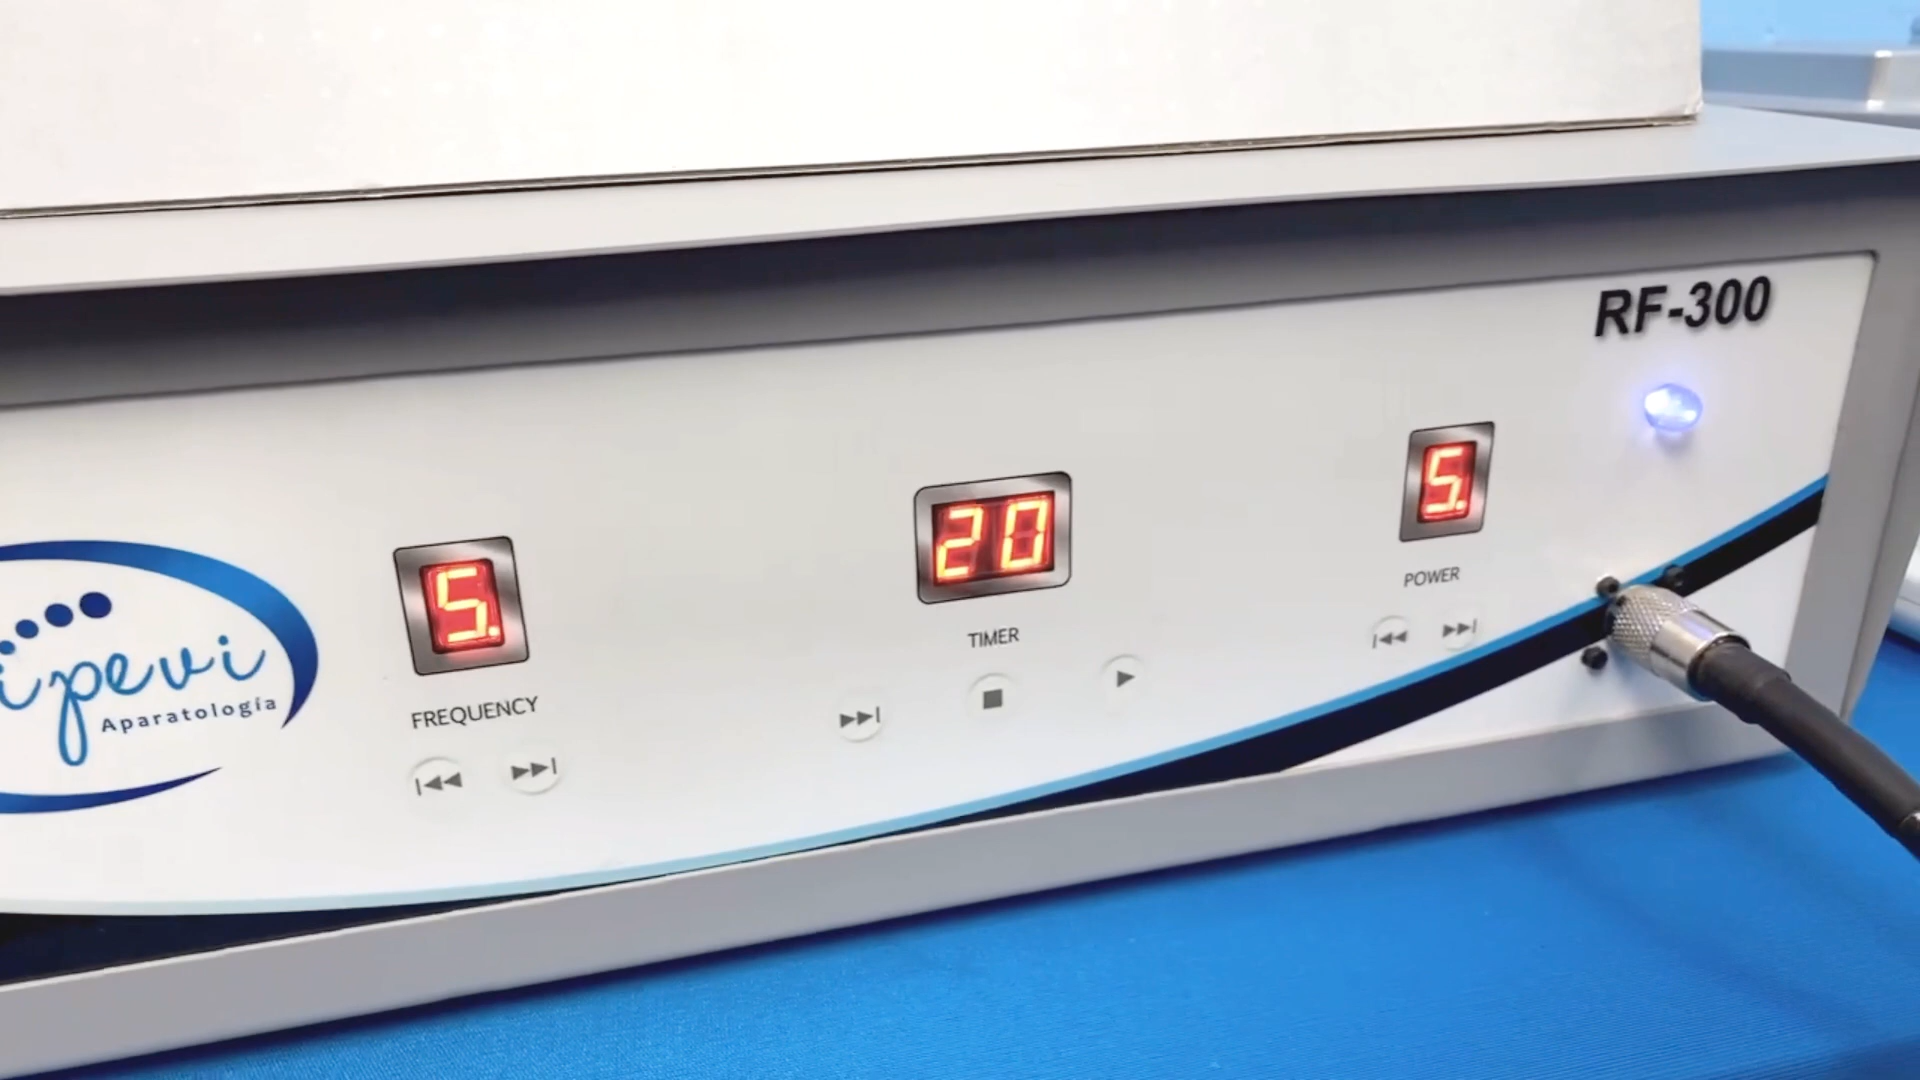 RF-300
5.
FREQUENCY
20
TIMER
5.
POWER
ipevi
Aparatología